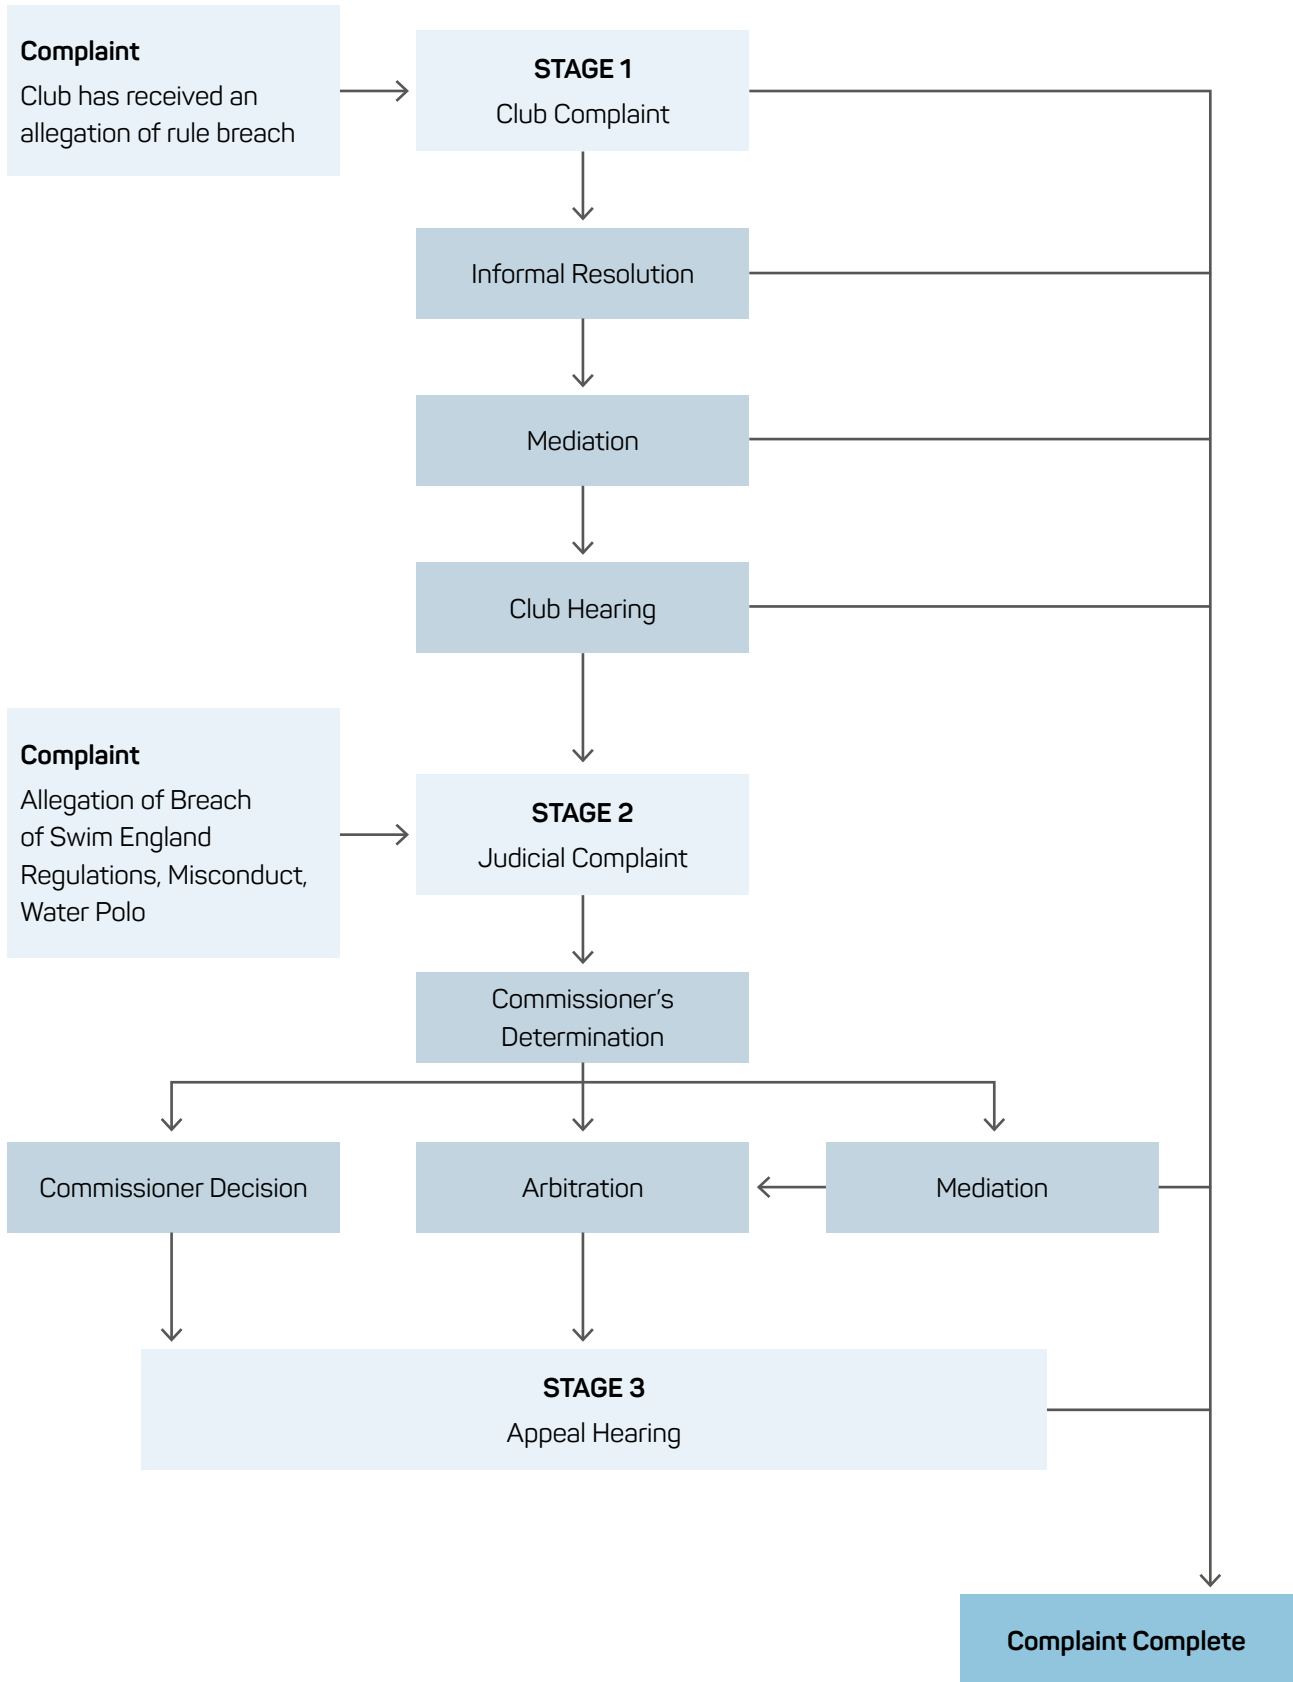 Complaint
Club has received an
allegation of rule breach
STAGE 1
Club Complaint
Informal Resolution
Mediation
Club Hearing
Complaint
Allegation of Breach
of Swim England
Regulations, Misconduct,
Water Polo
STAGE 2
Judicial Complaint
Commissioner’s
Determination
Commissioner Decision
Arbitration
Mediation
STAGE 3
Appeal Hearing
Complaint Complete